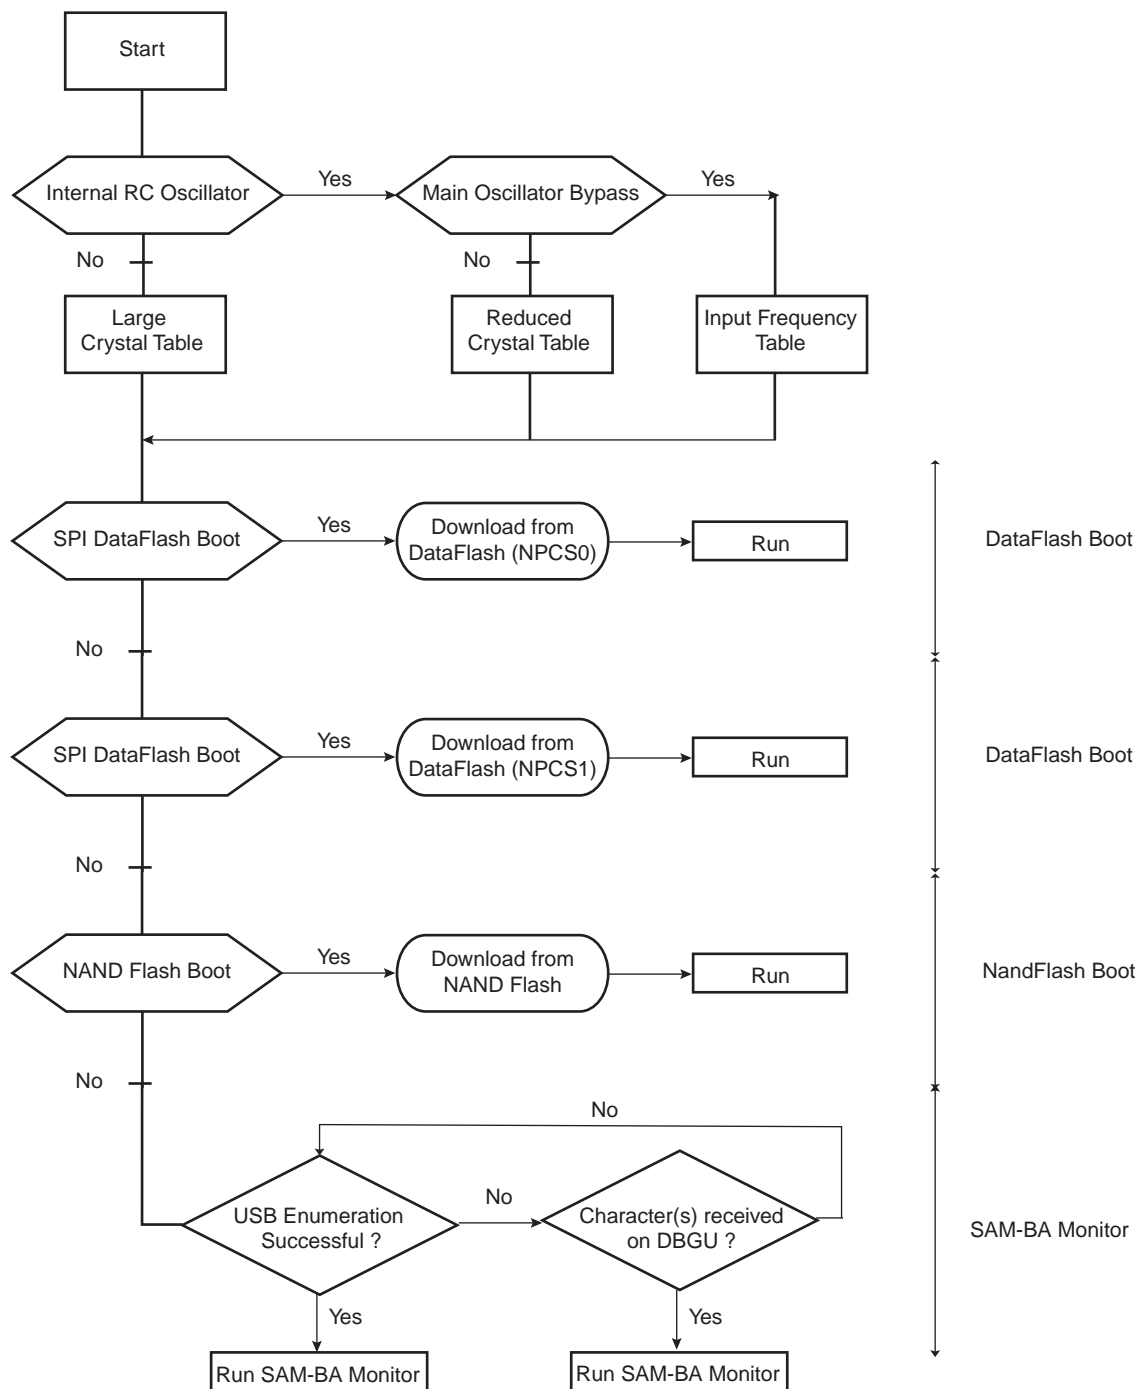 Start
Internal RC Oscillator
Yes
Main Oscillator Bypass
Yes
No
No
Large
Crystal Table
Reduced
Crystal Table
Input Frequency
Table
SPI DataFlash Boot
Yes
Download from
DataFlash (NPCS0)
Run
DataFlash Boot
No
SPI DataFlash Boot
Yes
Download from
DataFlash (NPCS1)
Run
DataFlash Boot
No
NAND Flash Boot
Yes
Download from
NAND Flash
Run
NandFlash Boot
No
No
USB Enumeration
Successful ?
No
Character(s) received
on DBGU ?
SAM-BA Monitor
Yes
Yes
Run SAM-BA Monitor
Run SAM-BA Monitor